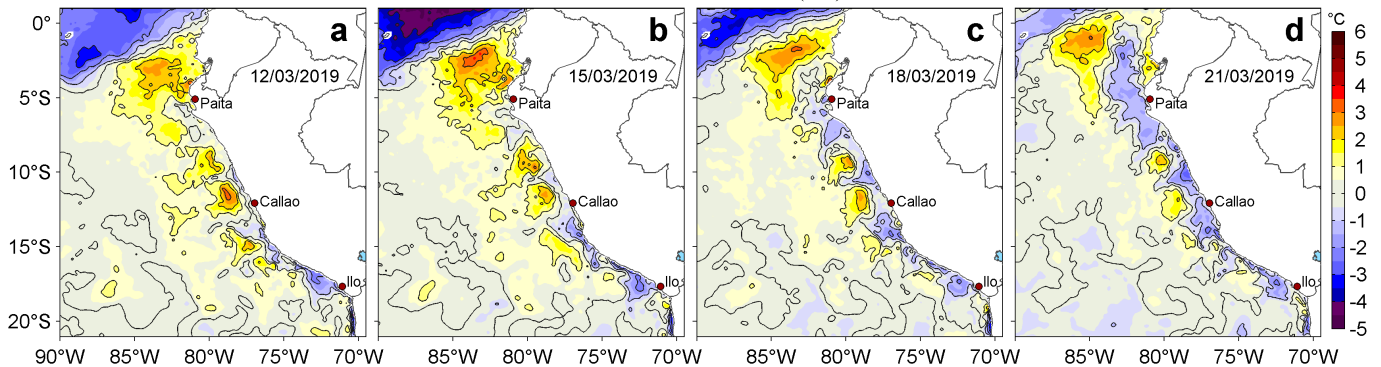 a b c d
°C
12/03/2019 15/03/2019 18/03/2019 21/03/2019
Paita Paita Paita Paita
Callao Callao Callao Callao
Ilo Ilo Ilo Ilo
0°
5°S
10°S
15°S
20°S
90°W 85°W 80°W 75°W 70°W 85°W 80°W 75°W 70°W 85°W 80°W 75°W 70°W 85°W 80°W 75°W 70°W
6
5
4
3
2
1
0
-1
-2
-3
-4
-5